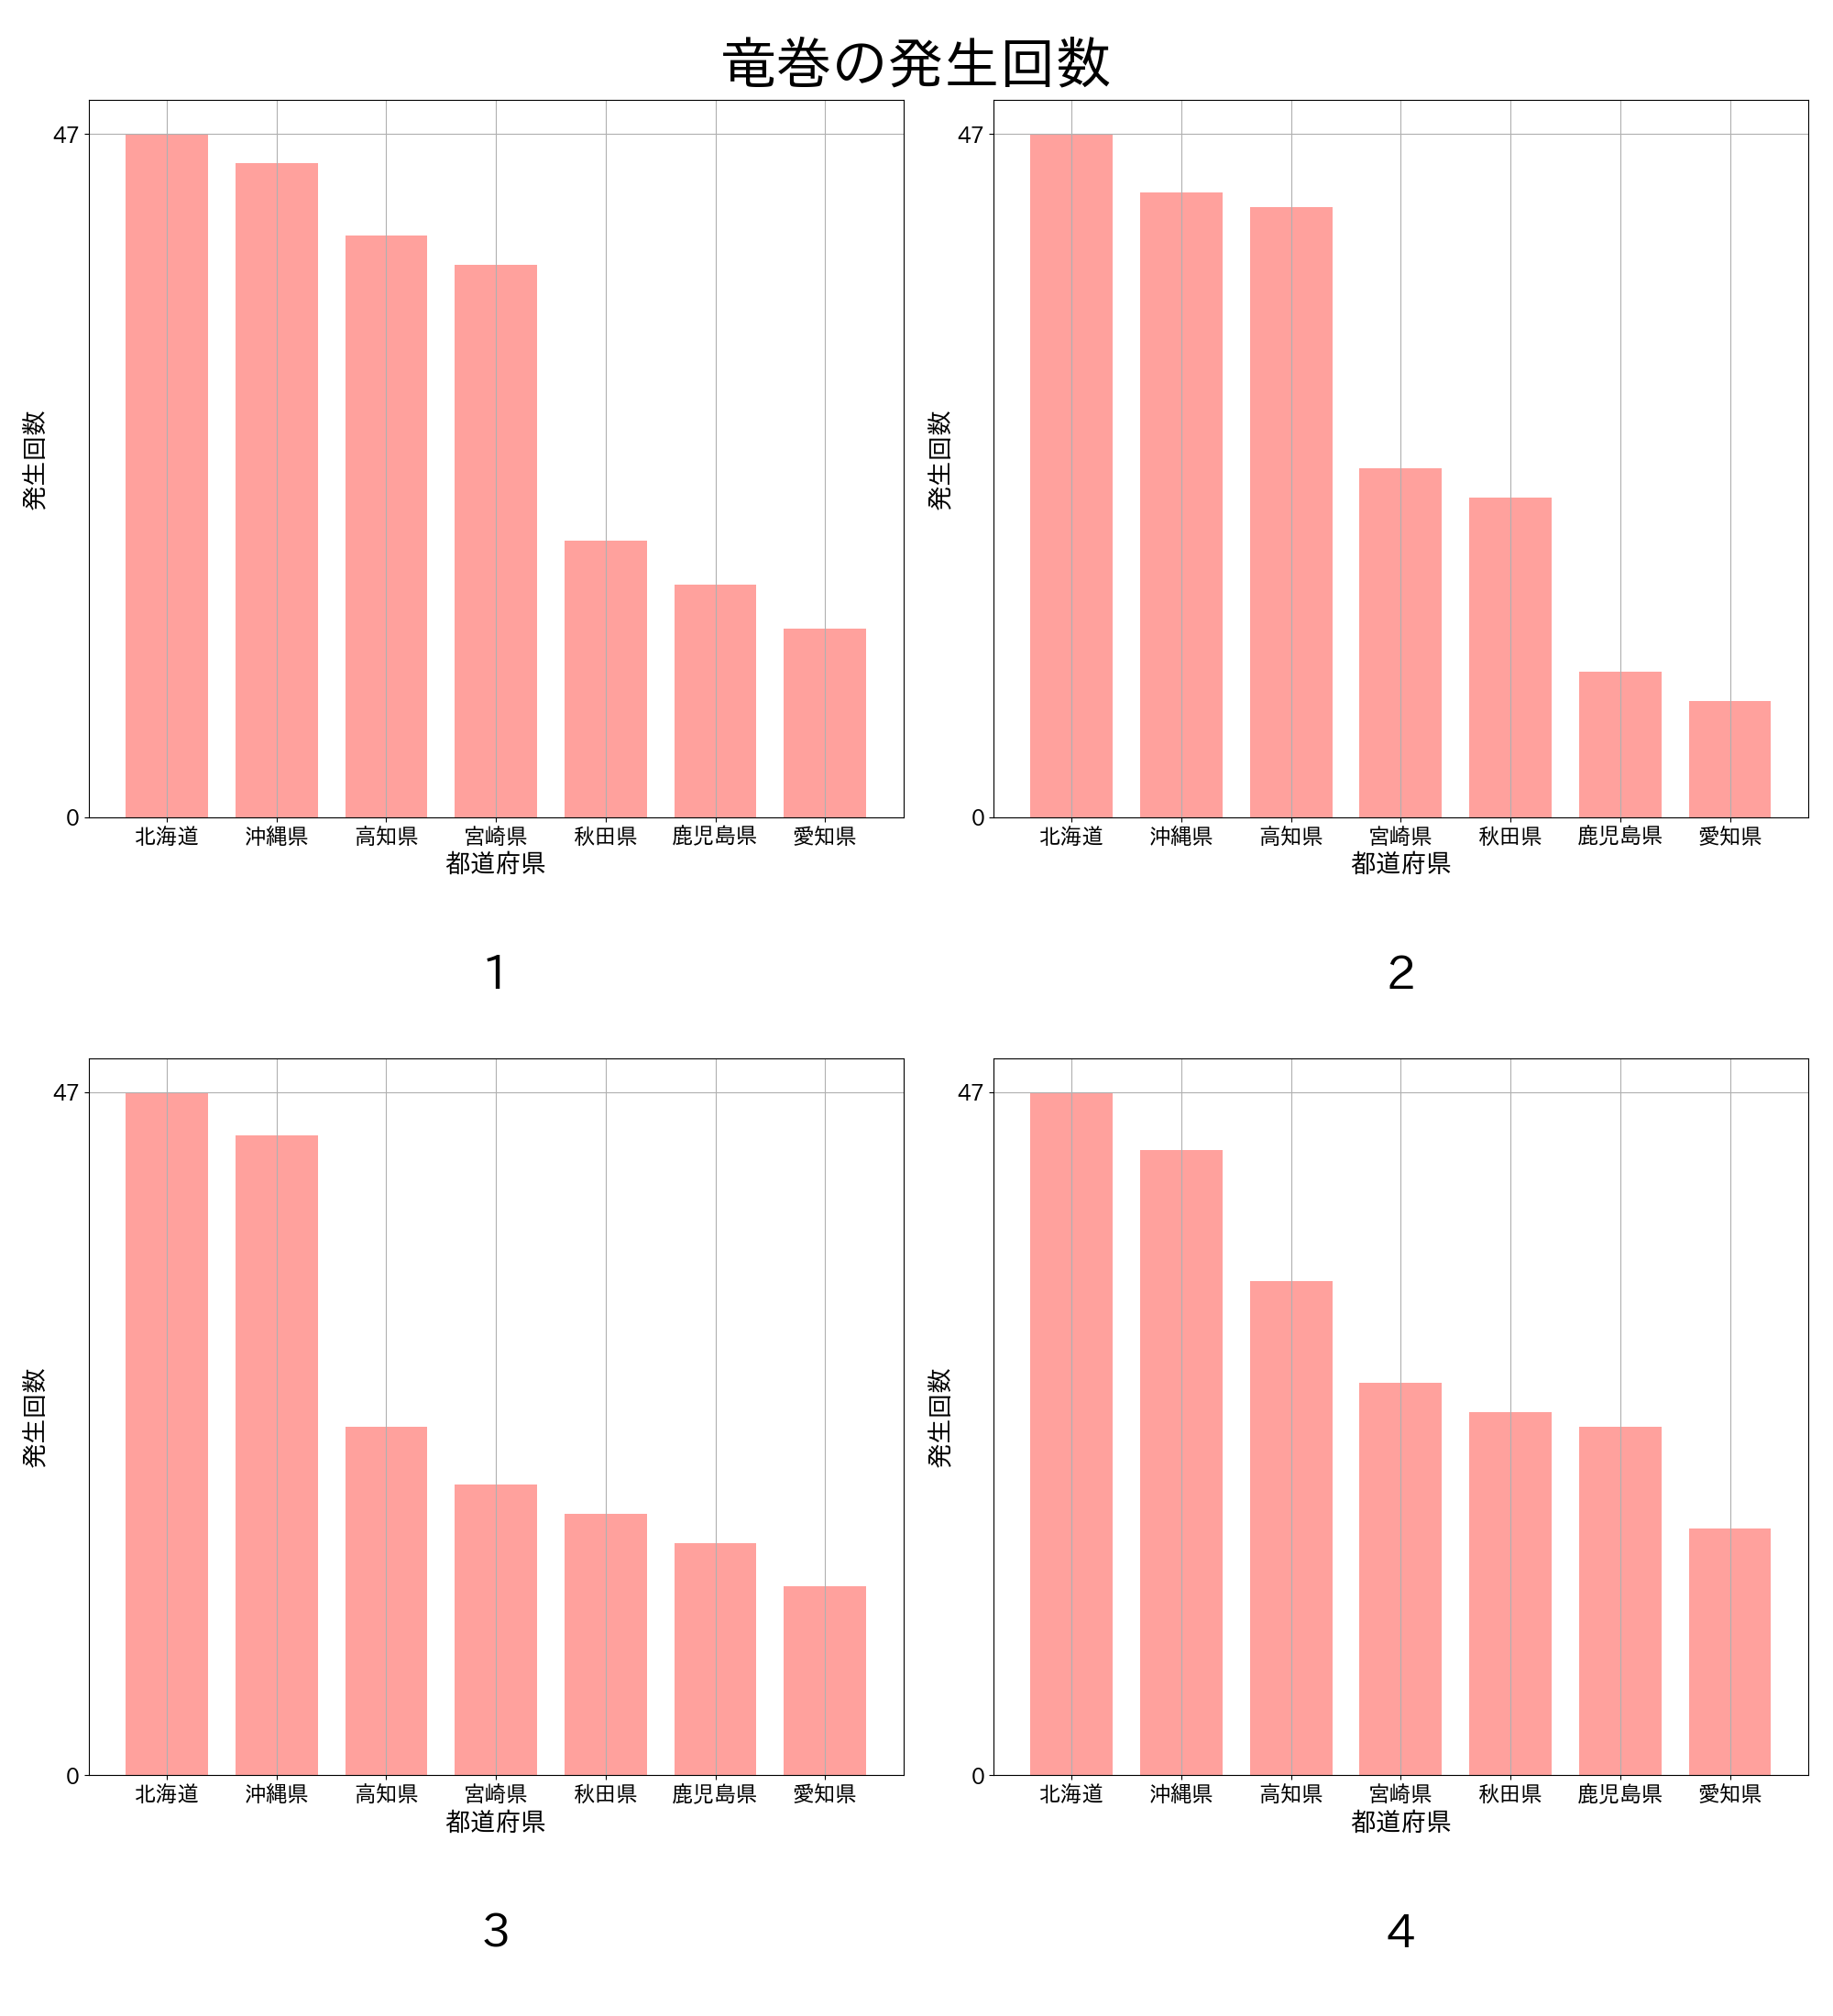 竜巻の発生回数
47
0
発生回数
北海道 沖縄県 高知県 宮崎県 秋田県 鹿児島県 愛知県
都道府県
1
47
0
発生回数
北海道 沖縄県 高知県 宮崎県 秋田県 鹿児島県 愛知県
都道府県
2
47
0
発生回数
北海道 沖縄県 高知県 宮崎県 秋田県 鹿児島県 愛知県
都道府県
3
47
0
発生回数
北海道 沖縄県 高知県 宮崎県 秋田県 鹿児島県 愛知県
都道府県
4